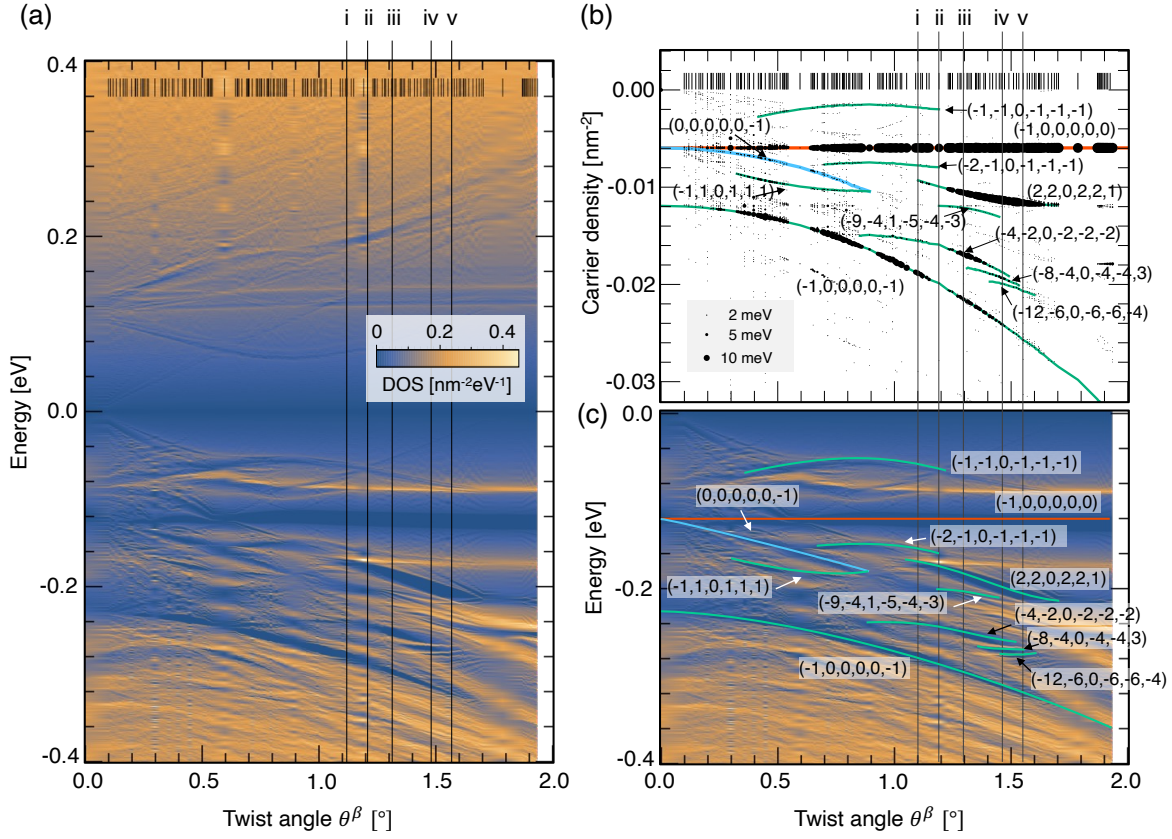 (a)
i ii iii iv v
0.4
0.2
0.0
-0.2
-0.4
Energy [eV]
0 0.2 0.4
DOS [nm⁻²eV⁻¹]
0.0 0.5 1.0 1.5 2.0
Twist angle θᵝ [°]
(b)
i ii iii iv v
0.00
-0.01
-0.02
-0.03
Carrier density [nm⁻²]
(-1,-1,0,-1,-1,-1)
(0,0,0,0,0,-1)
(-1,0,0,0,0,0)
(-2,-1,0,-1,-1,-1)
(-1,1,0,1,1,1)
(2,2,0,2,2,1)
(-9,-4,1,-5,-4,-3)
(-4,-2,0,-2,-2,-2)
(-8,-4,0,-4,-4,3)
(-1,0,0,0,0,-1)
(-12,-6,0,-6,-6,-4)
2 meV
5 meV
10 meV
(c)
0.0
-0.2
-0.4
Energy [eV]
(-1,-1,0,-1,-1,-1)
(0,0,0,0,0,-1)
(-1,0,0,0,0,0)
(-2,-1,0,-1,-1,-1)
(-1,1,0,1,1,1)
(2,2,0,2,2,1)
(-9,-4,1,-5,-4,-3)
(-4,-2,0,-2,-2,-2)
(-8,-4,0,-4,-4,3)
(-1,0,0,0,0,-1)
(-12,-6,0,-6,-6,-4)
0.0 0.5 1.0 1.5 2.0
Twist angle θᵝ [°]